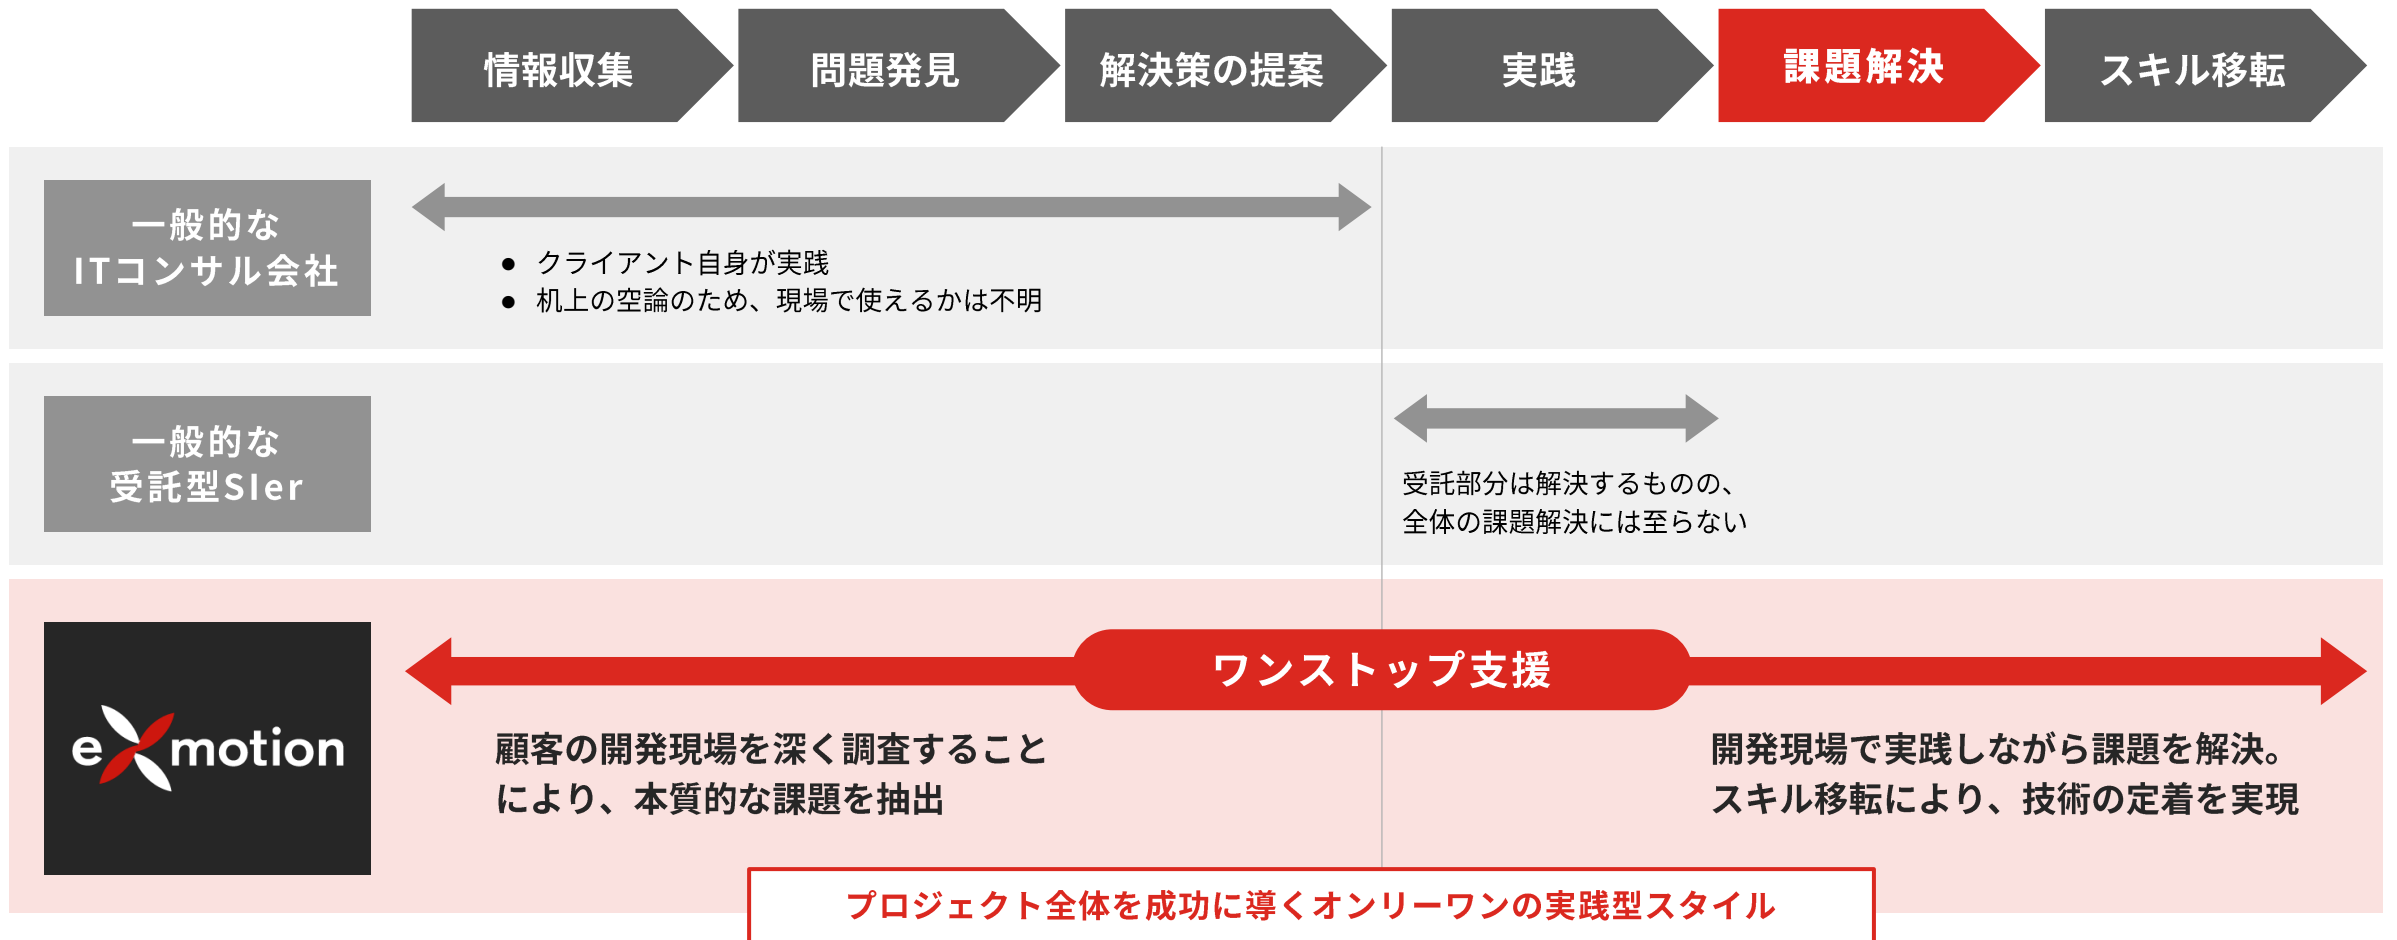 情報収集
問題発見
解決策の提案
実践
課題解決
スキル移転
一般的な
ITコンサル会社
● クライアント自身が実践
● 机上の空論のため、現場で使えるかは不明
一般的な
受託型SIer
受託部分は解決するものの、
全体の課題解決には至らない
eXmotion
ワンストップ支援
顧客の開発現場を深く調査すること
により、本質的な課題を抽出
開発現場で実践しながら課題を解決。
スキル移転により、技術の定着を実現
プロジェクト全体を成功に導くオンリーワンの実践型スタイル